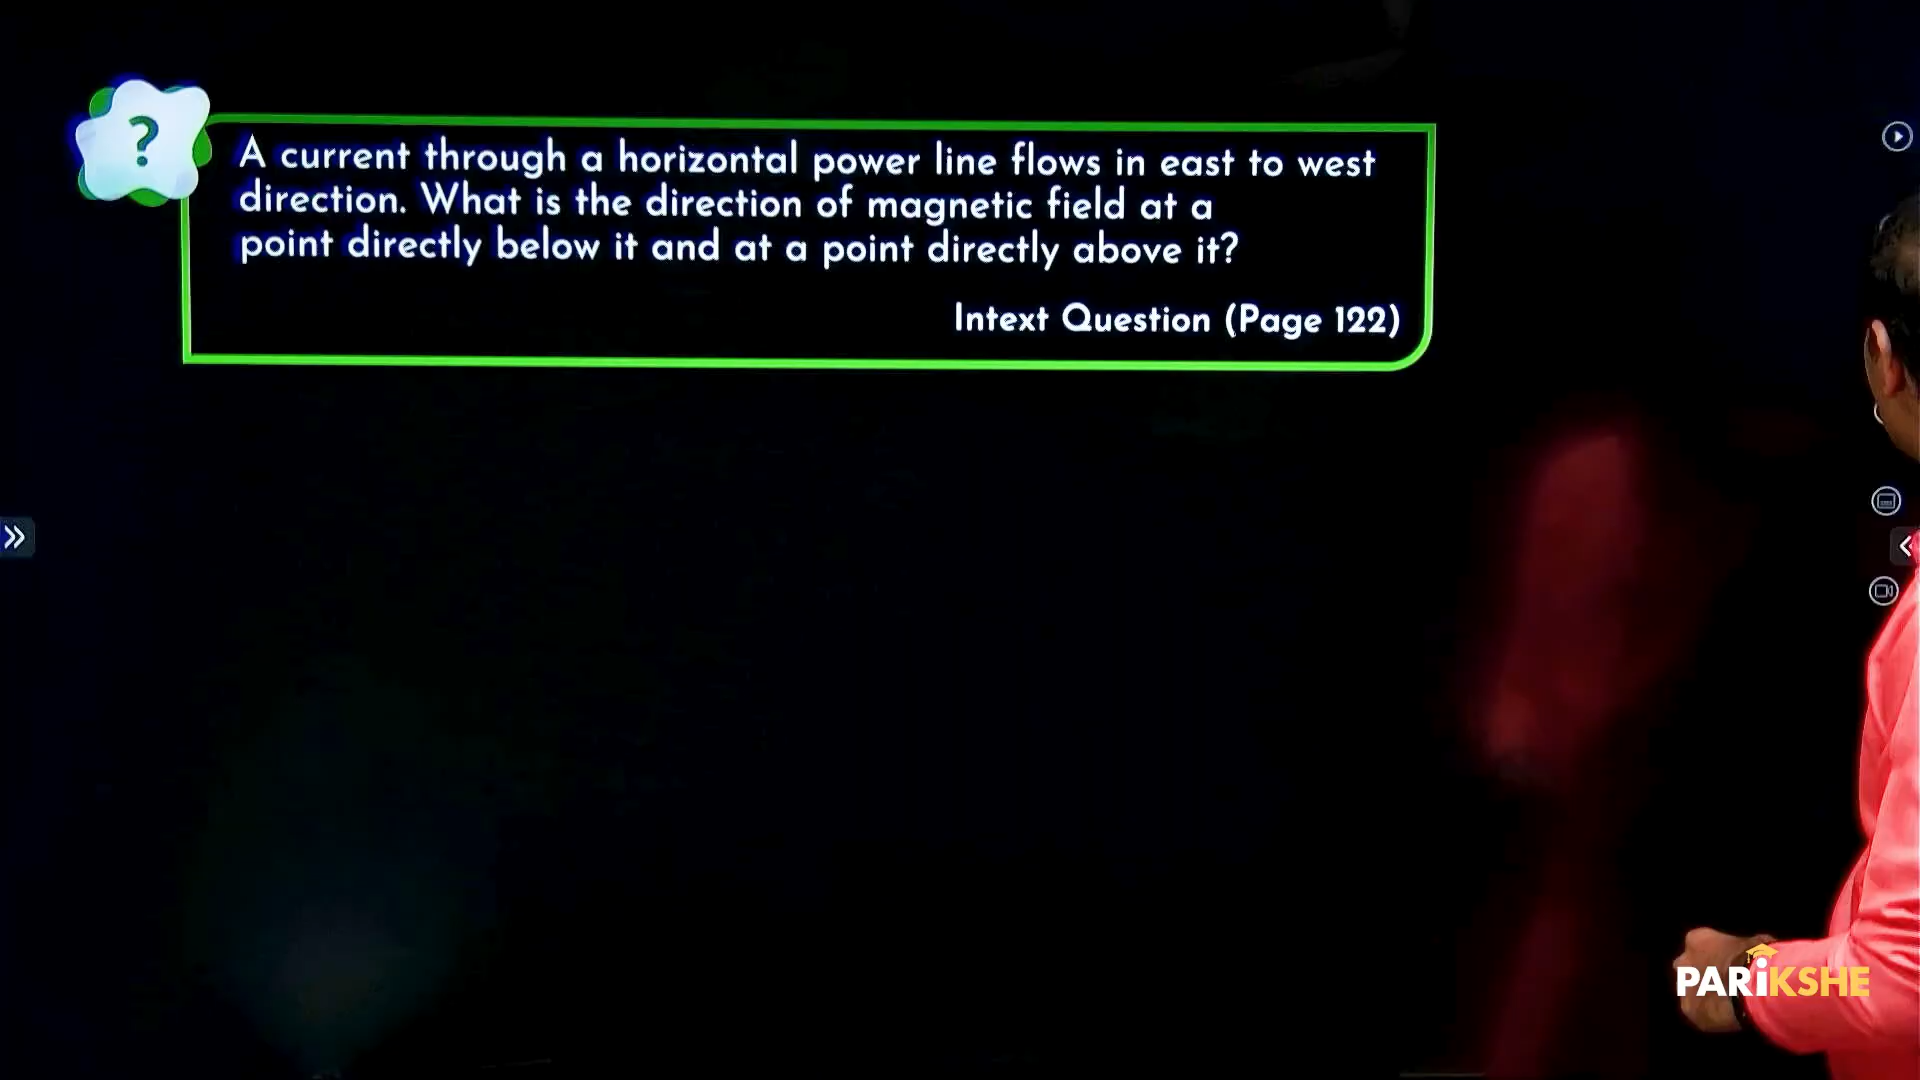 ?
A current through a horizontal power line flows in east to west
direction. What is the direction of magnetic field at a
point directly below it and at a point directly above it?
Intext Question (Page 122)
PARiKSHE